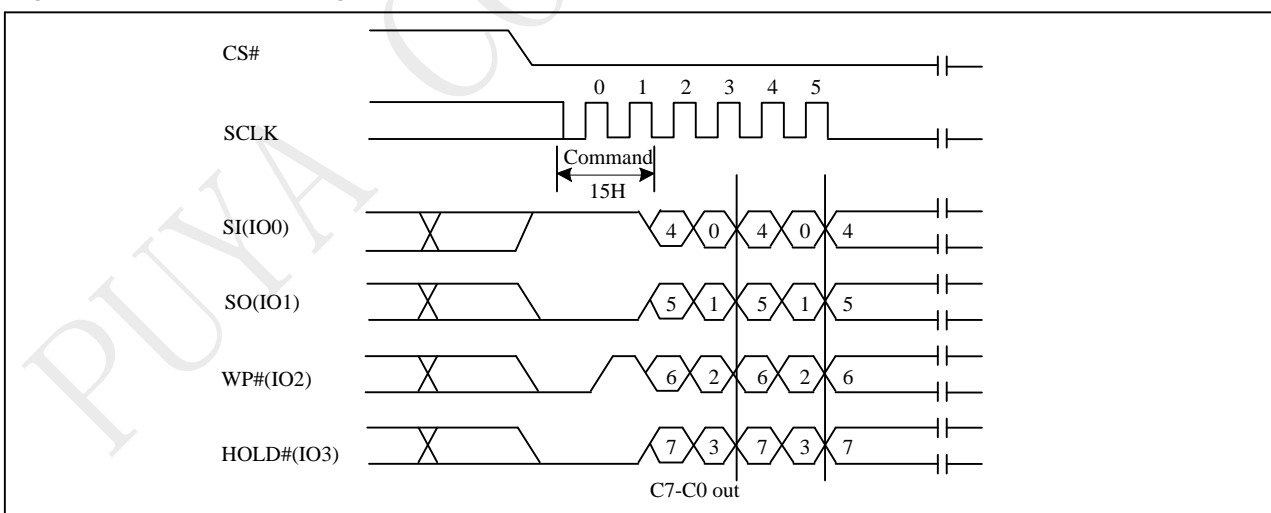 CS#
0 1 2 3 4 5
SCLK
Command
15H
SI(IO0) 4 0 4 0 4
SO(IO1) 5 1 5 1 5
WP#(IO2) 6 2 6 2 6
HOLD#(IO3) 7 3 7 3 7
C7-C0 out
PUYA CO